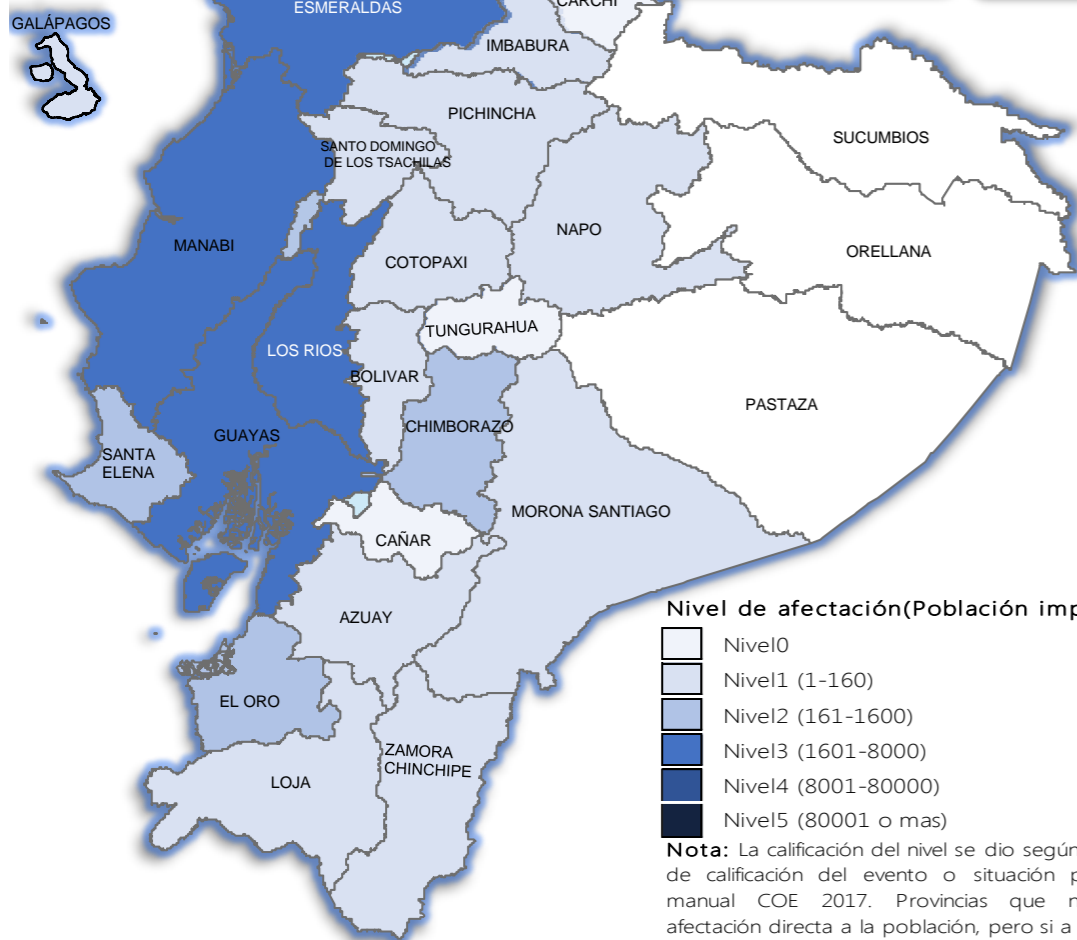 ESMERALDAS
CARCHI
GALÁPAGOS
IMBABURA
PICHINCHA
SUCUMBIOS
SANTO DOMINGO
DE LOS TSACHILAS
NAPO
MANABI
ORELLANA
COTOPAXI
TUNGURAHUA
LOS RIOS
BOLIVAR
PASTAZA
CHIMBORAZO
GUAYAS
SANTA
ELENA
MORONA SANTIAGO
CAÑAR
AZUAY
EL ORO
ZAMORA
CHINCHIPE
LOJA
Nivel de afectación(Población imp
Nivel0
Nivel1 (1-160)
Nivel2 (161-1600)
Nivel3 (1601-8000)
Nivel4 (8001-80000)
Nivel5 (80001 o mas)
Nota: La calificación del nivel se dio según
de calificación del evento o situación p
manual COE 2017. Provincias que n
afectación directa a la población, pero si a